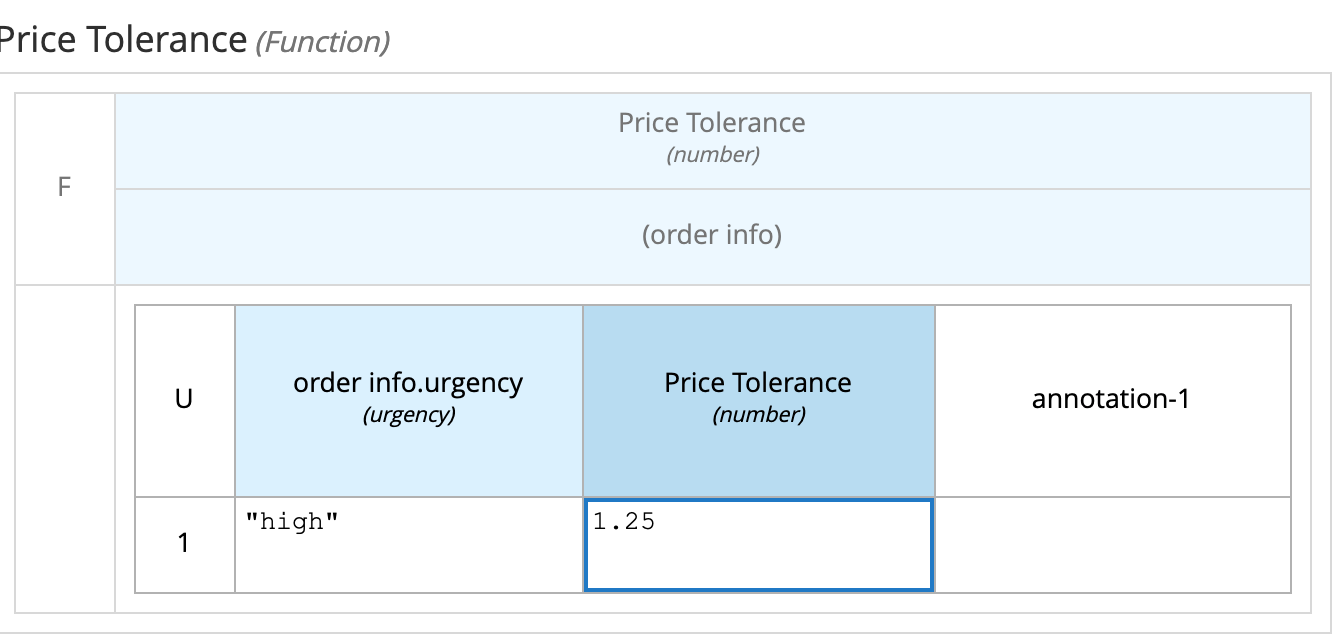 Price Tolerance (Function)
F
Price Tolerance
(number)
(order info)
U
order info.urgency
(urgency)
Price Tolerance
(number)
annotation-1
1
"high"
1.25